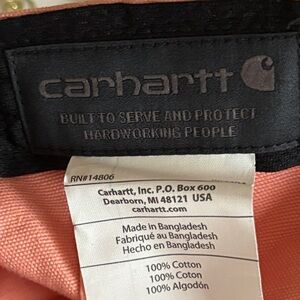 carhartt
BUILT TO SERVE AND PROTECT
HARDWORKING PEOPLE
RN#14806
Carhartt, Inc. P.O. Box 600
Dearborn, MI 48121 USA
carhartt.com
Made in Bangladesh
Fabriqué au Bangladesh
Hecho en Bangladesh
100% Cotton
100% Coton
100% Algodón